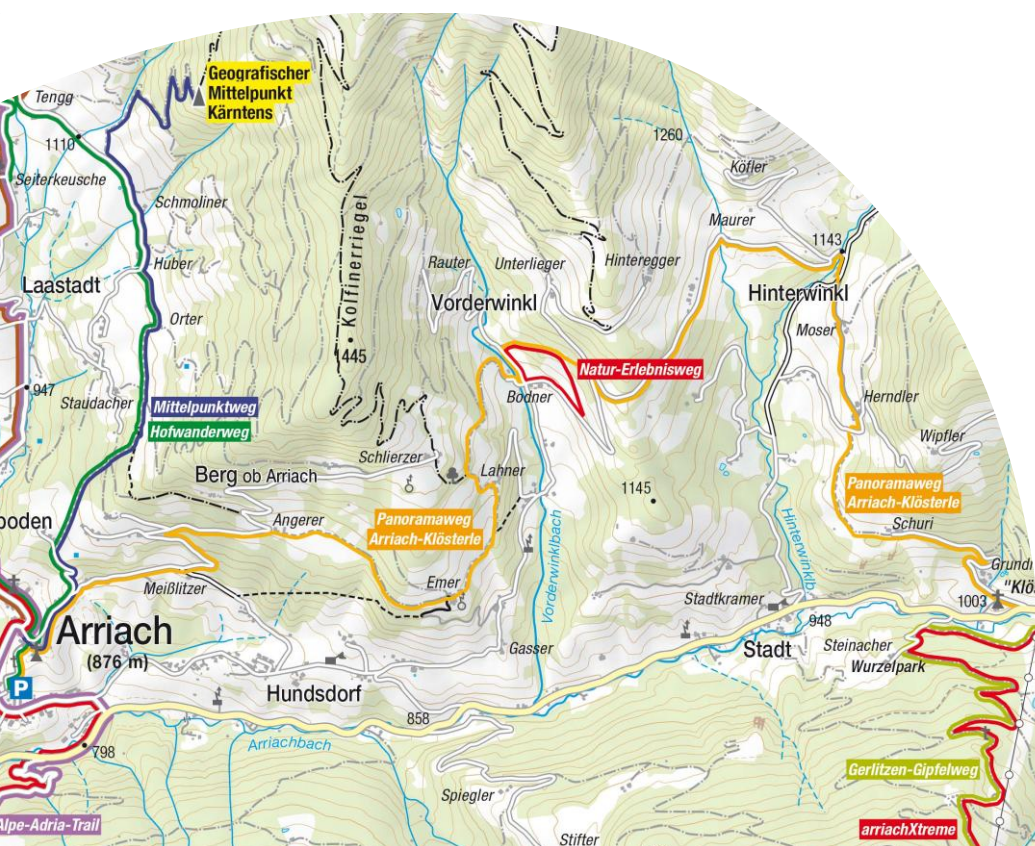 Geografischer
Mittelpunkt
Kärntens
Tengg
1110
1260
Seiterkeusche
Köfler
Schmoliner
Maurer
1143
Huber
Rauter
Unterlieger
Hinteregger
Laastadt
Kolfinerriegel
1445
Vorderwinkl
Hinterwinkl
Orter
Moser
Natur-Erlebnisweg
947
Staudacher
Mittelpunktweg
Hofwanderweg
Bodner
Herndler
Wipfler
Schlierzer
Berg ob Arriach
Lahner
1145
Panoramaweg
Arriach-Klösterle
Schuri
boden
Angerer
Panoramaweg
Arriach-Klösterle
Vorderwinklbach
Hinterwinklb
Grundl
"Klö
Meißlitzer
Emer
Stadtkramer
1003
948
Arriach
(876 m)
Gasser
Stadt
Steinacher
Wurzelpark
P
Hundsdorf
858
Arriachbach
798
Gerlitzen-Gipfelweg
Spiegler
Alpe-Adria-Trail
Stifter
arriachXtreme